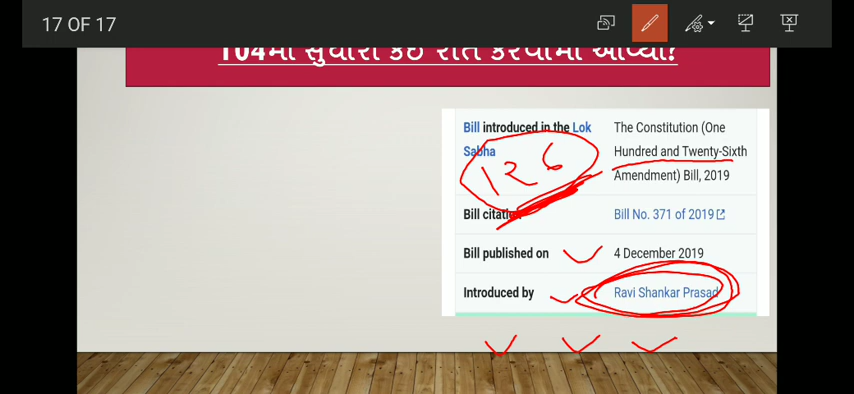 17 OF 17
104મો સુધારો કઈ રીતે કરવામાં આવ્યો?
Bill introduced in the Lok Sabha
The Constitution (One Hundred and Twenty-Sixth Amendment) Bill, 2019
126
Bill citation
Bill No. 371 of 2019
Bill published on
4 December 2019
Introduced by
Ravi Shankar Prasad